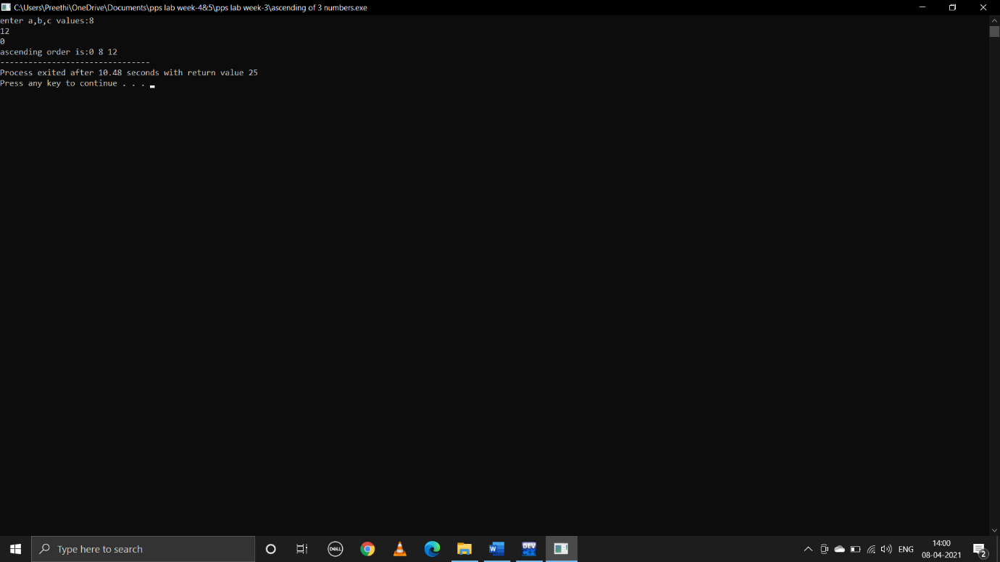 C:\Users\Preethi\OneDrive\Documents\pps lab week-4&5\pps lab week-3\ascending of 3 numbers.exe
enter a,b,c values:8
12
0
ascending order is:0 8 12
--------------------------------
Process exited after 10.48 seconds with return value 25
Press any key to continue . . .
Type here to search
DELL
W
DEV
C++
ENG
14:00
08-04-2021
2